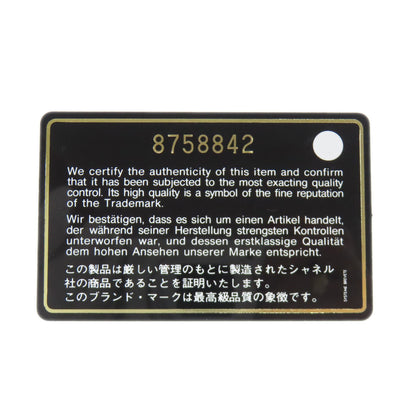 8758842
We certify the authenticity of this item and confirm
that it has been subjected to the most exacting quality
control. Its high quality is a symbol of the fine reputation
of the Trademark.
Wir bestätigen, dass es sich um einen Artikel handelt,
der während seiner Herstellung strengsten Kontrollen
unterworfen war, und dessen erstklassige Qualität
dem hohen Ansehen unserer Marke entspricht.
この製品は厳しい管理のもとに製造されたシャネル
社の商品であることを証明いたします。
このブランド・マークは最高級品質の象徴です。
SYSTEME BREVETE